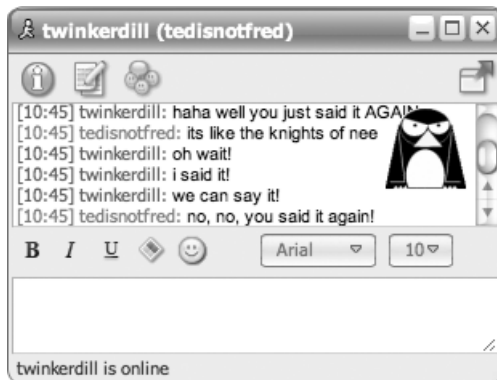 twinkerdill (tedisnotfred)
[10:45] twinkerdill: haha well you just said it AGAIN
[10:45] tedisnotfred: its like the knights of nee
[10:45] twinkerdill: oh wait!
[10:45] twinkerdill: i said it!
[10:45] twinkerdill: we can say it!
[10:45] tedisnotfred: no, no, you said it again!
B I U Arial 10
twinkerdill is online